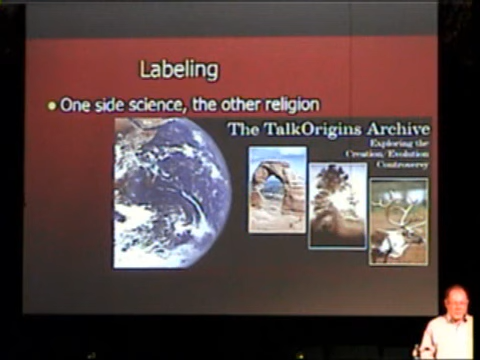 Labeling
• One side science, the other religion
The TalkOrigins Archive
Exploring the
Creation/Evolution
Controversy